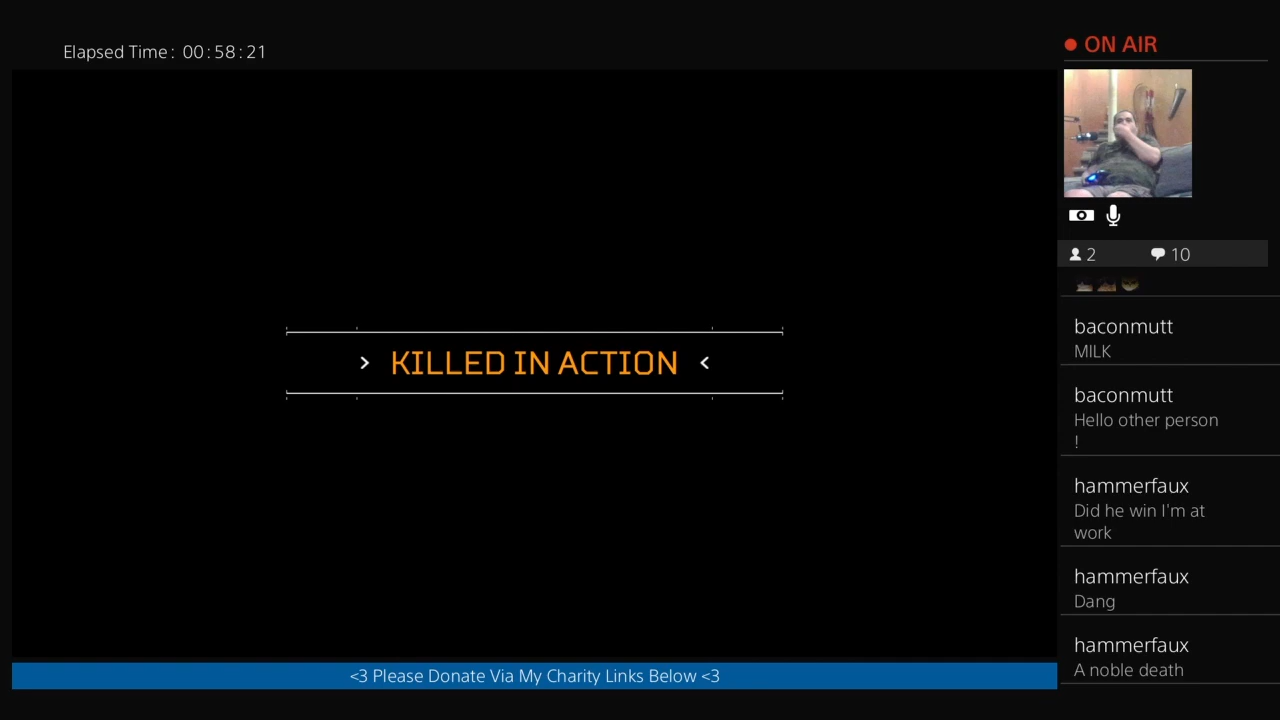 Elapsed Time: 00:58:21
ON AIR
2
10
baconmutt
MILK
baconmutt
Hello other person
!
hammerfaux
Did he win I'm at
work
hammerfaux
Dang
hammerfaux
A noble death
> KILLED IN ACTION <
<3 Please Donate Via My Charity Links Below <3